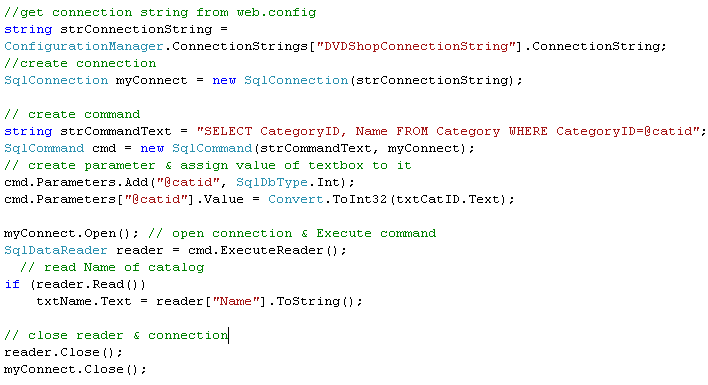 //get connection string from web.config
string strConnectionString =
ConfigurationManager.ConnectionStrings["DVDShopConnectionString"].ConnectionString;
//create connection
SqlConnection myConnect = new SqlConnection(strConnectionString);
// create command
string strCommandText = "SELECT CategoryID, Name FROM Category WHERE CategoryID=@catid";
SqlCommand cmd = new SqlCommand(strCommandText, myConnect);
// create parameter & assign value of textbox to it
cmd.Parameters.Add("@catid", SqlDbType.Int);
cmd.Parameters["@catid"].Value = Convert.ToInt32(txtCatID.Text);
myConnect.Open(); // open connection & Execute command
SqlDataReader reader = cmd.ExecuteReader();
// read Name of catalog
if (reader.Read())
txtName.Text = reader["Name"].ToString();
// close reader & connection
reader.Close();
myConnect.Close();